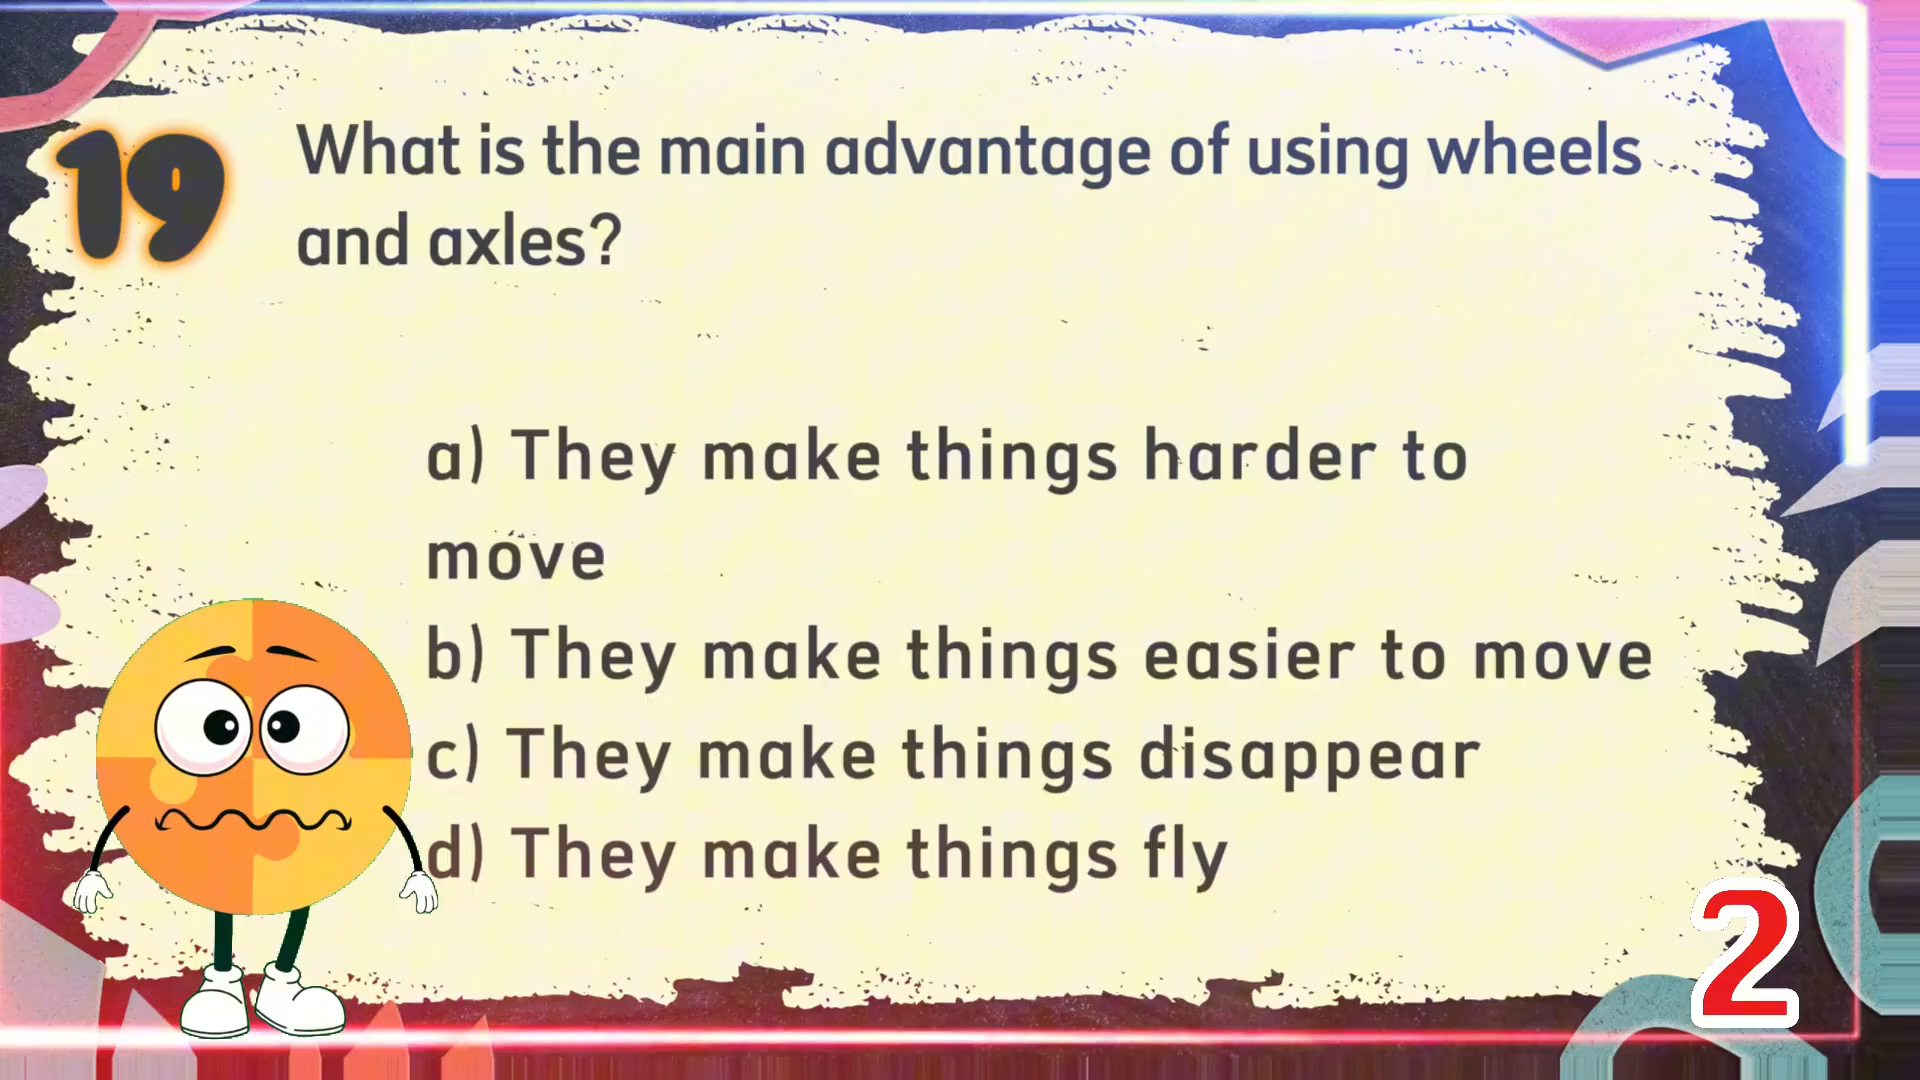 19
What is the main advantage of using wheels
and axles?
a) They make things harder to
move
b) They make things easier to move
c) They make things disappear
d) They make things fly
2